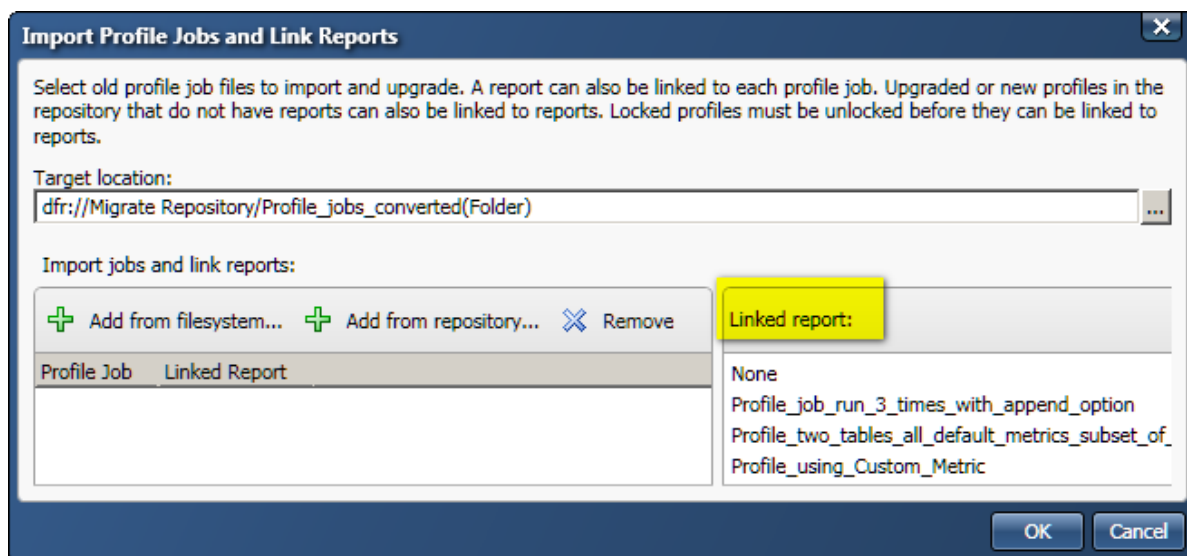 Import Profile Jobs and Link Reports
Select old profile job files to import and upgrade. A report can also be linked to each profile job. Upgraded or new profiles in the
repository that do not have reports can also be linked to reports. Locked profiles must be unlocked before they can be linked to
reports.
Target location:
dfr://Migrate Repository/Profile_jobs_converted(Folder)
...
Import jobs and link reports:
Add from filesystem... Add from repository... Remove
Linked report:
Profile Job Linked Report
None
Profile_job_run_3_times_with_append_option
Profile_two_tables_all_default_metrics_subset_of_
Profile_using_Custom_Metric
OK Cancel